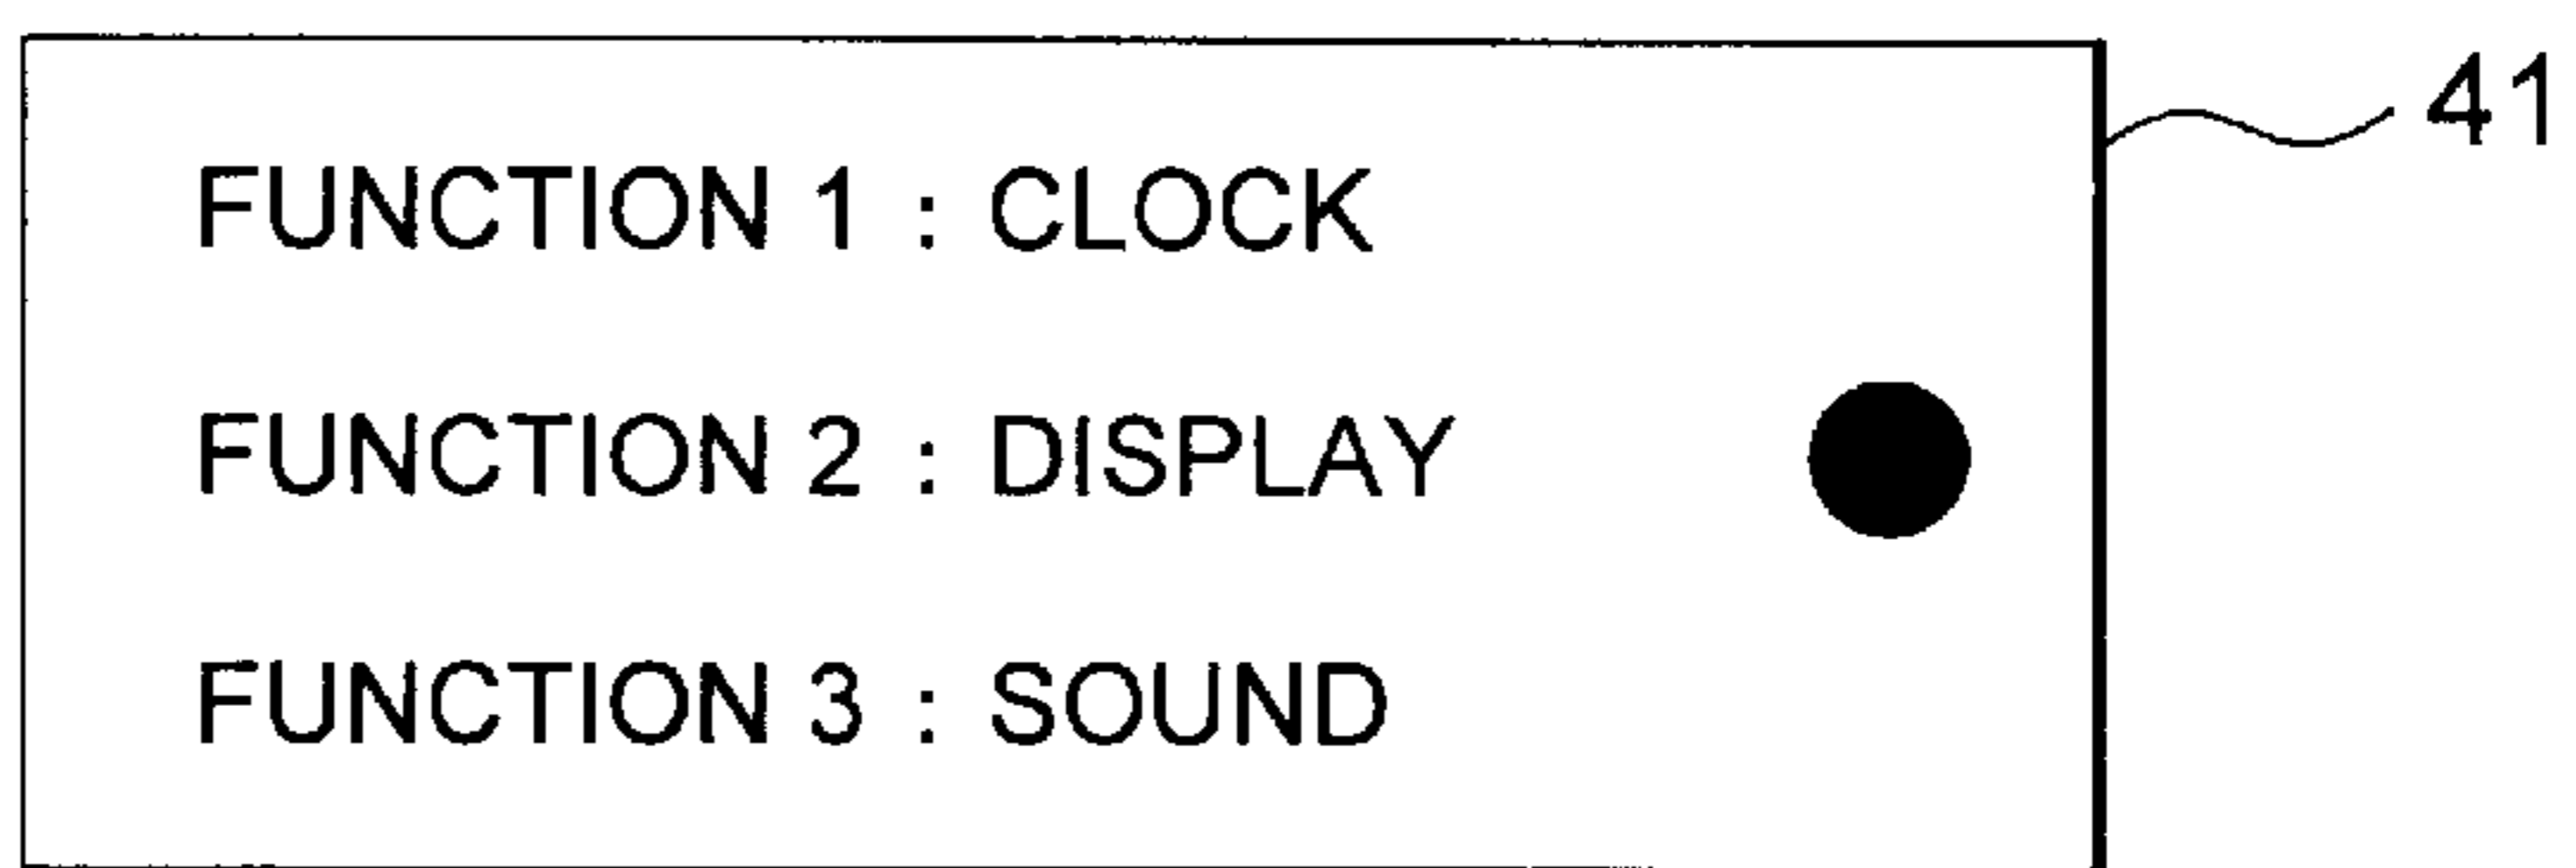 41
FUNCTION 1 : CLOCK
FUNCTION 2 : DISPLAY
FUNCTION 3 : SOUND